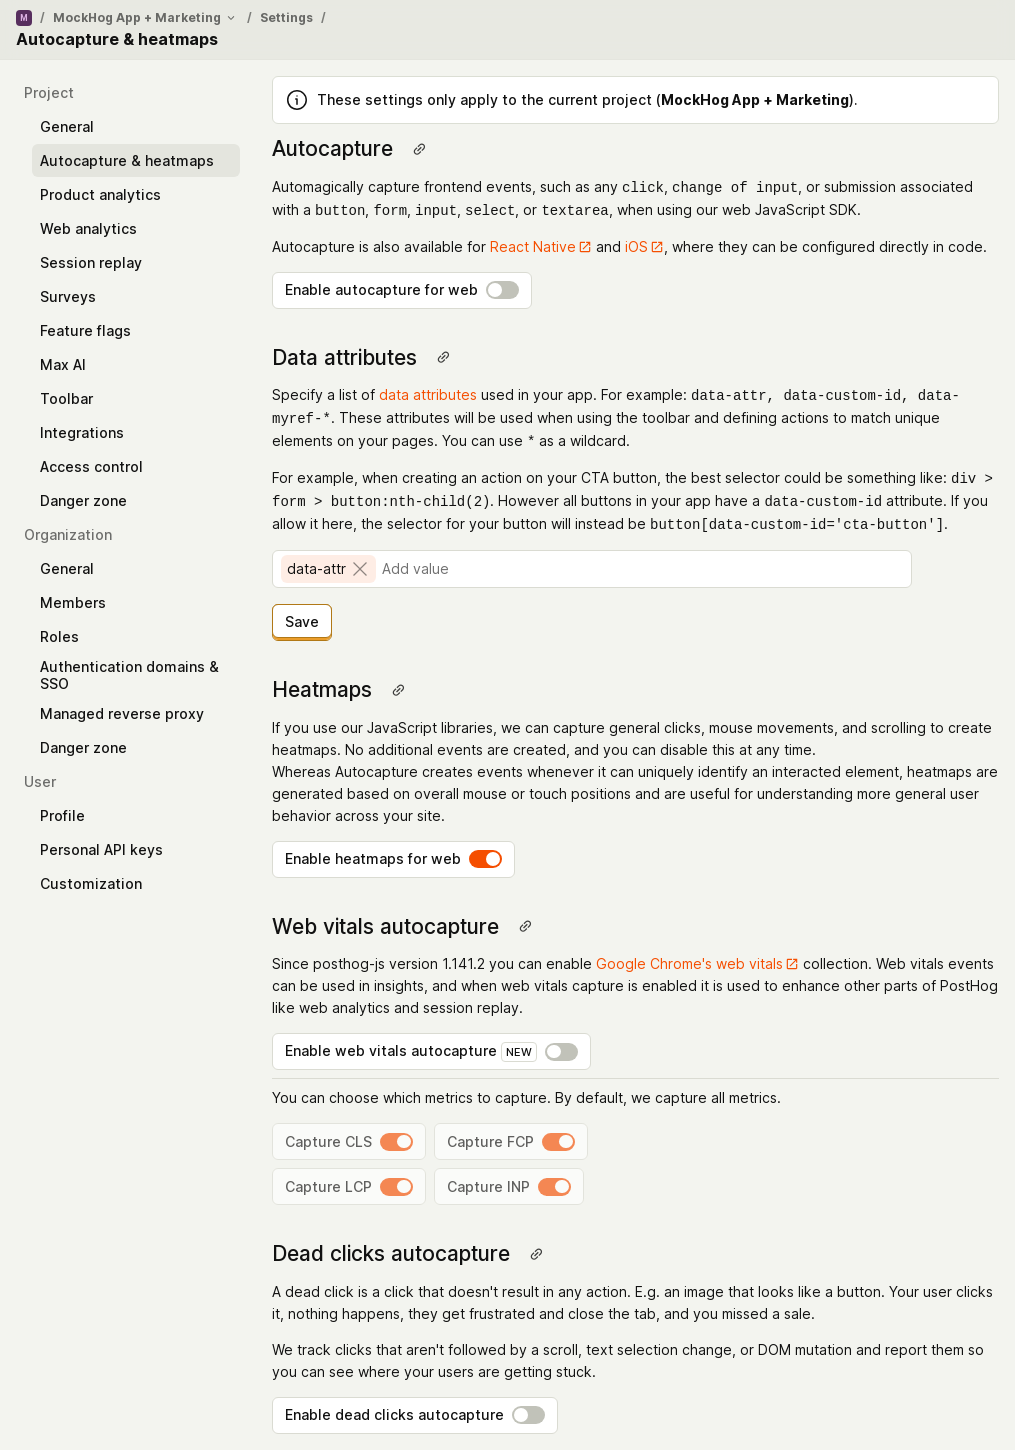 M / MockHog App + Marketing / Settings /
Autocapture & heatmaps
Project
General
Autocapture & heatmaps
Product analytics
Web analytics
Session replay
Surveys
Feature flags
Max AI
Toolbar
Integrations
Access control
Danger zone
Organization
General
Members
Roles
Authentication domains &
SSO
Managed reverse proxy
Danger zone
User
Profile
Personal API keys
Customization
These settings only apply to the current project (MockHog App + Marketing).
Autocapture
Automagically capture frontend events, such as any click, change of input, or submission associated
with a button, form, input, select, or textarea, when using our web JavaScript SDK.
Autocapture is also available for React Native and iOS, where they can be configured directly in code.
Enable autocapture for web
Data attributes
Specify a list of data attributes used in your app. For example: data-attr, data-custom-id, data-
myref-*. These attributes will be used when using the toolbar and defining actions to match unique
elements on your pages. You can use * as a wildcard.
For example, when creating an action on your CTA button, the best selector could be something like: div >
form > button:nth-child(2). However all buttons in your app have a data-custom-id attribute. If you
allow it here, the selector for your button will instead be button[data-custom-id='cta-button'].
data-attr Add value
Save
Heatmaps
If you use our JavaScript libraries, we can capture general clicks, mouse movements, and scrolling to create
heatmaps. No additional events are created, and you can disable this at any time.
Whereas Autocapture creates events whenever it can uniquely identify an interacted element, heatmaps are
generated based on overall mouse or touch positions and are useful for understanding more general user
behavior across your site.
Enable heatmaps for web
Web vitals autocapture
Since posthog-js version 1.141.2 you can enable Google Chrome's web vitals collection. Web vitals events
can be used in insights, and when web vitals capture is enabled it is used to enhance other parts of PostHog
like web analytics and session replay.
Enable web vitals autocapture NEW
You can choose which metrics to capture. By default, we capture all metrics.
Capture CLS Capture FCP
Capture LCP Capture INP
Dead clicks autocapture
A dead click is a click that doesn't result in any action. E.g. an image that looks like a button. Your user clicks
it, nothing happens, they get frustrated and close the tab, and you missed a sale.
We track clicks that aren't followed by a scroll, text selection change, or DOM mutation and report them so
you can see where your users are getting stuck.
Enable dead clicks autocapture